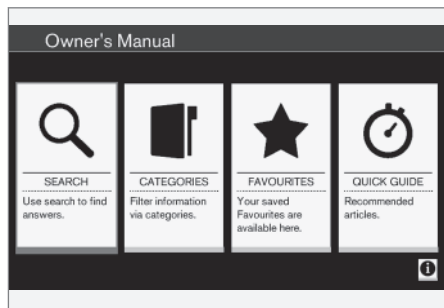 Owner's Manual
SEARCH
Use search to find
answers.
CATEGORIES
Filter information
via categories.
FAVOURITES
Your saved
Favourites are
available here.
QUICK GUIDE
Recommended
articles.
i